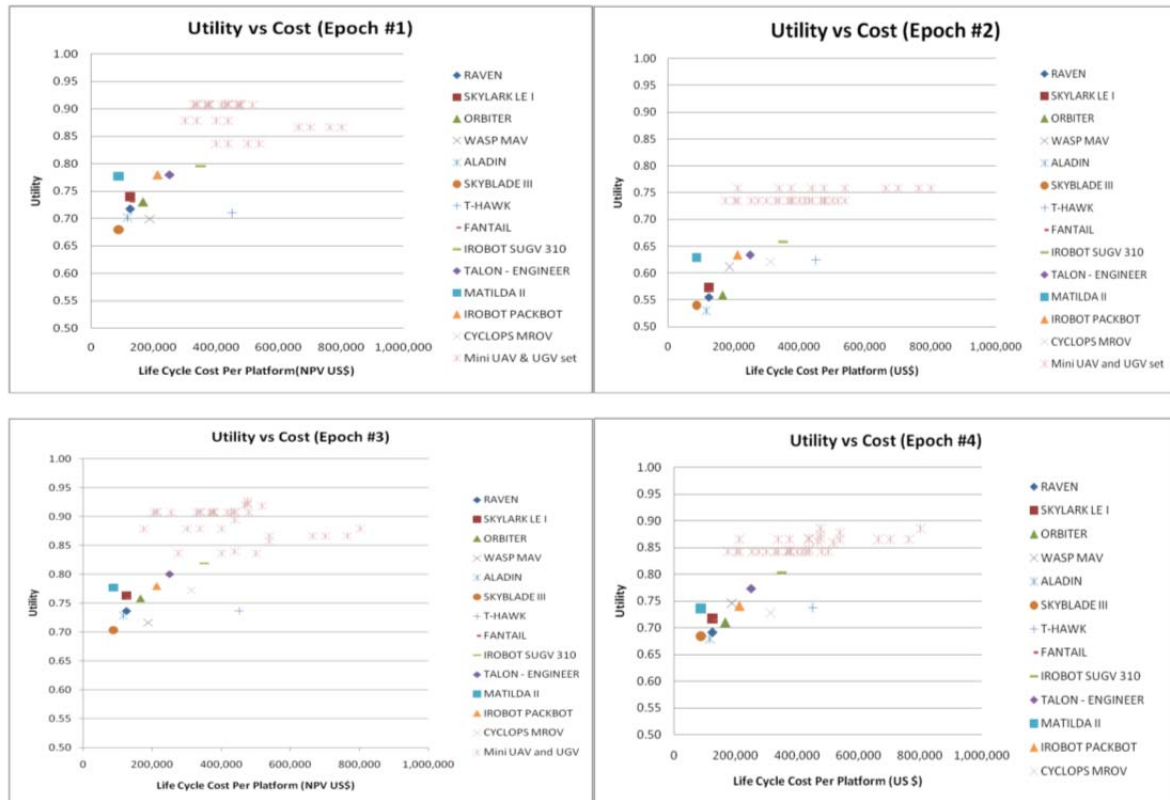 Utility vs Cost (Epoch #1)
Utility
1.00
0.95
0.90
0.85
0.80
0.75
0.70
0.65
0.60
0.55
0.50
0
200,000
400,000
600,000
800,000
1,000,000
Life Cycle Cost Per Platform(NPV US$)
RAVEN
SKYLARK LE I
ORBITER
WASP MAV
ALADIN
SKYBLADE III
T-HAWK
FANTAIL
IROBOT SUGV 310
TALON - ENGINEER
MATILDA II
IROBOT PACKBOT
CYCLOPS MROV
Mini UAV & UGV set
Utility vs Cost (Epoch #2)
Utility
1.00
0.95
0.90
0.85
0.80
0.75
0.70
0.65
0.60
0.55
0.50
0
200,000
400,000
600,000
800,000
1,000,000
Life Cycle Cost Per Platform (US$)
RAVEN
SKYLARK LE I
ORBITER
WASP MAV
ALADIN
SKYBLADE III
T-HAWK
FANTAIL
IROBOT SUGV 310
TALON - ENGINEER
MATILDA II
IROBOT PACKBOT
CYCLOPS MROV
Mini UAV and UGV set
Utility vs Cost (Epoch #3)
Utility
1.00
0.95
0.90
0.85
0.80
0.75
0.70
0.65
0.60
0.55
0.50
0
200,000
400,000
600,000
800,000
1,000,000
Life Cycle Cost Per Platform (NPV US$)
RAVEN
SKYLARK LE I
ORBITER
WASP MAV
ALADIN
SKYBLADE III
T-HAWK
FANTAIL
IROBOT SUGV 310
TALON - ENGINEER
MATILDA II
IROBOT PACKBOT
CYCLOPS MROV
Mini UAV and UGV
Utility vs Cost (Epoch #4)
Utility
1.00
0.95
0.90
0.85
0.80
0.75
0.70
0.65
0.60
0.55
0.50
0
200,000
400,000
600,000
800,000
1,000,000
Life Cycle Cost Per Platform (US $)
RAVEN
SKYLARK LE I
ORBITER
WASP MAV
ALADIN
SKYBLADE III
T-HAWK
FANTAIL
IROBOT SUGV 310
TALON - ENGINEER
MATILDA II
IROBOT PACKBOT
CYCLOPS MROV